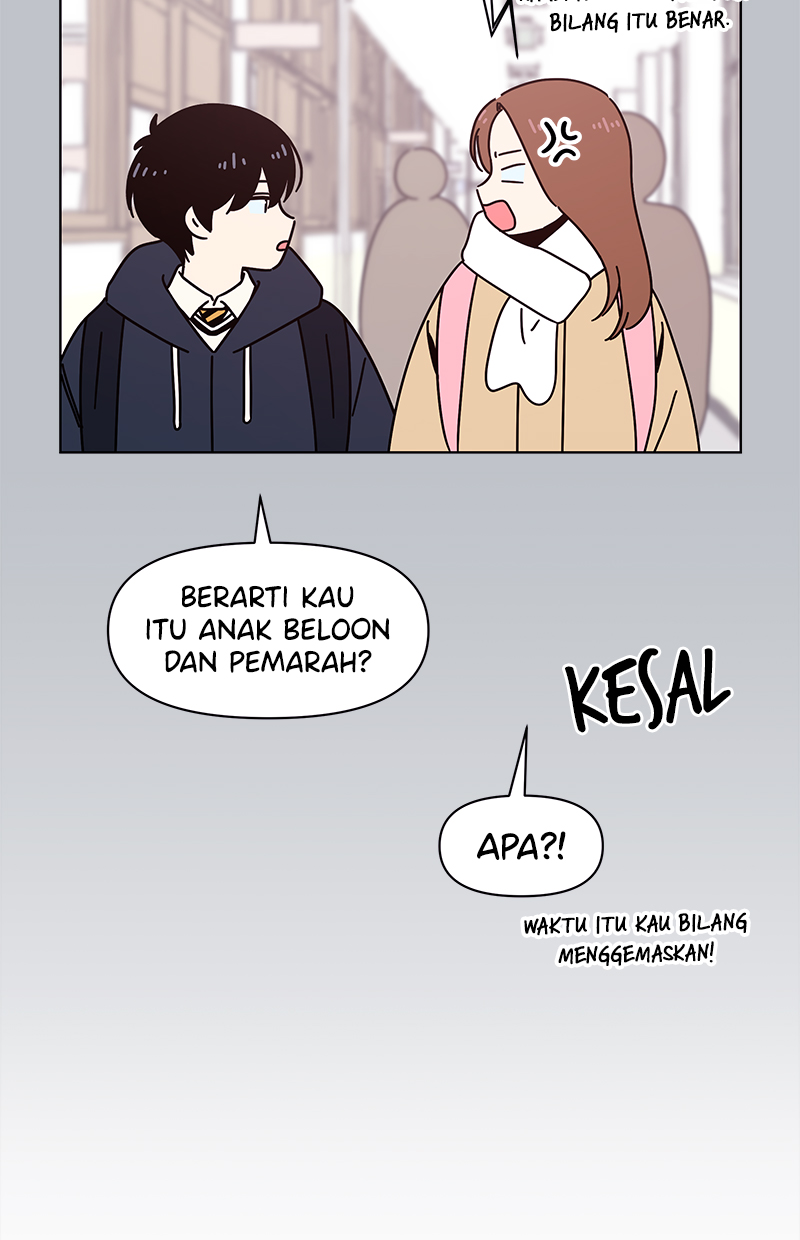 BILANG ITU BENAR.
BERARTI KAU
ITU ANAK BELOON
DAN PEMARAH?
KESAL
APA?!
WAKTU ITU KAU BILANG
MENGGEMASKAN!